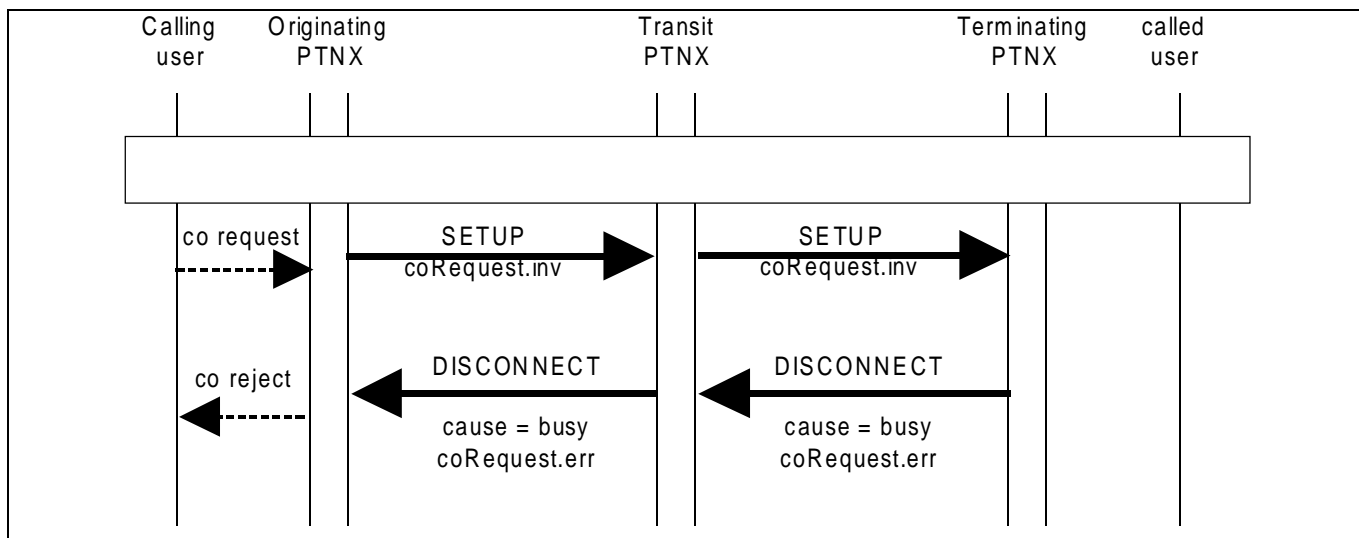 Calling Originating Transit Terminating called
user PTNX PTNX PTNX user
co request SETUP SETUP
coRequest.inv coRequest.inv
co reject DISCONNECT DISCONNECT
cause = busy cause = busy
coRequest.err coRequest.err